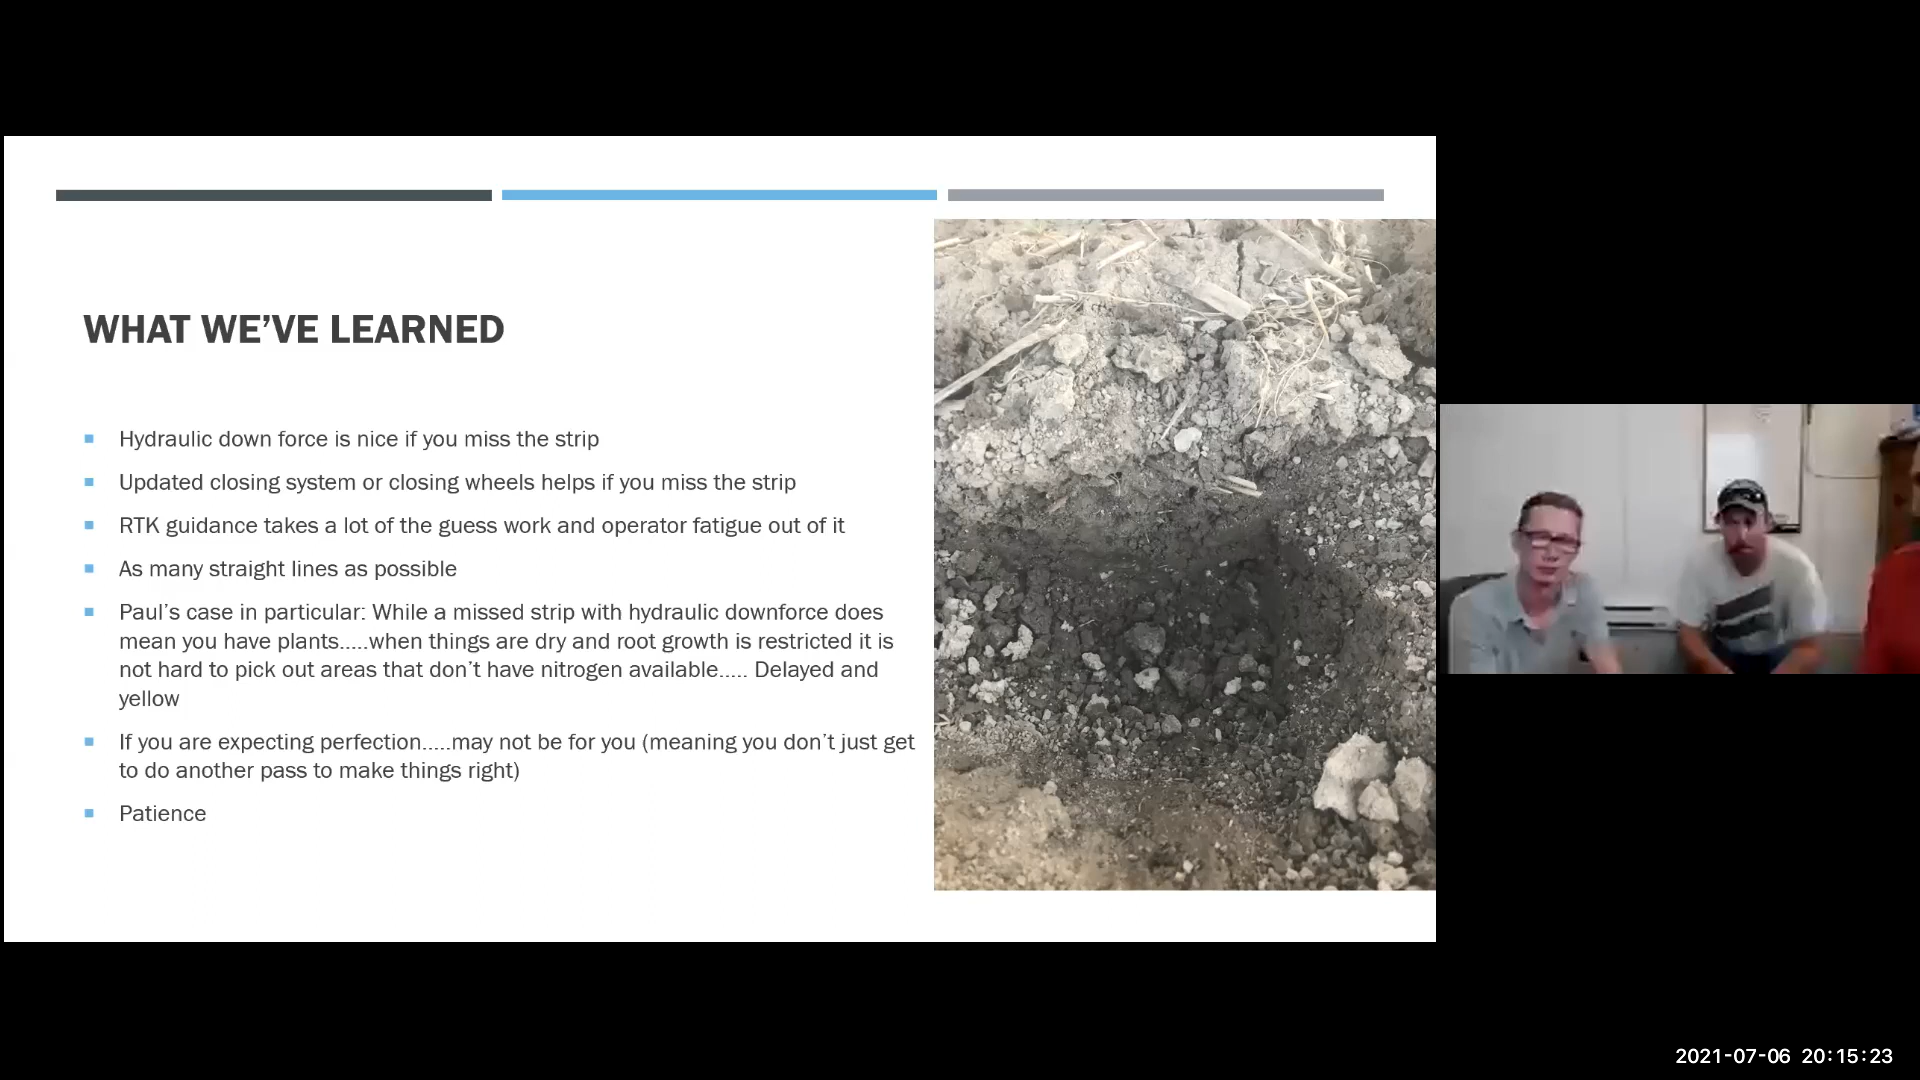 WHAT WE’VE LEARNED
Hydraulic down force is nice if you miss the strip
Updated closing system or closing wheels helps if you miss the strip
RTK guidance takes a lot of the guess work and operator fatigue out of it
As many straight lines as possible
Paul’s case in particular: While a missed strip with hydraulic downforce does
mean you have plants.....when things are dry and root growth is restricted it is
not hard to pick out areas that don’t have nitrogen available..... Delayed and
yellow
If you are expecting perfection.....may not be for you (meaning you don’t just get
to do another pass to make things right)
Patience
2021-07-06 20:15:23